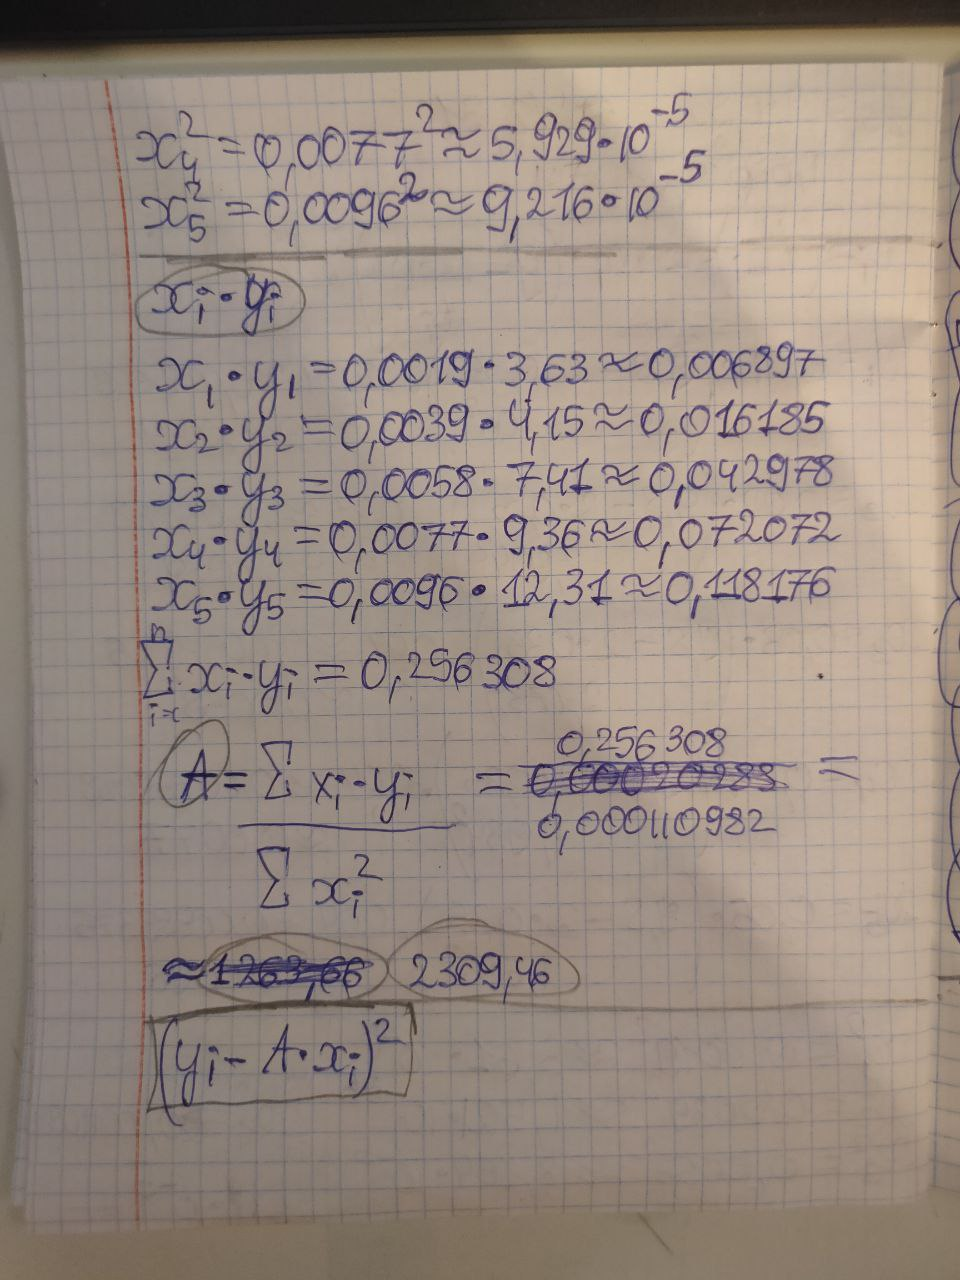 x₄² = 0,0077² ≈ 5,929·10⁻⁵
x₅² = 0,0096² ≈ 9,216·10⁻⁵
xᵢ·yᵢ
x₁·y₁ = 0,0019·3,63 ≈ 0,006897
x₂·y₂ = 0,0039·4,15 ≈ 0,016185
x₃·y₃ = 0,0058·7,41 ≈ 0,042978
x₄·y₄ = 0,0077·9,36 ≈ 0,072072
x₅·y₅ = 0,0096·12,31 ≈ 0,118176
n
∑ xᵢ·yᵢ = 0,256308
i=
0,256308
A = ∑ xᵢ·yᵢ = =
0,000110982
∑ xᵢ²
≈ 1263,66 2309,46
(yᵢ - A·xᵢ)²